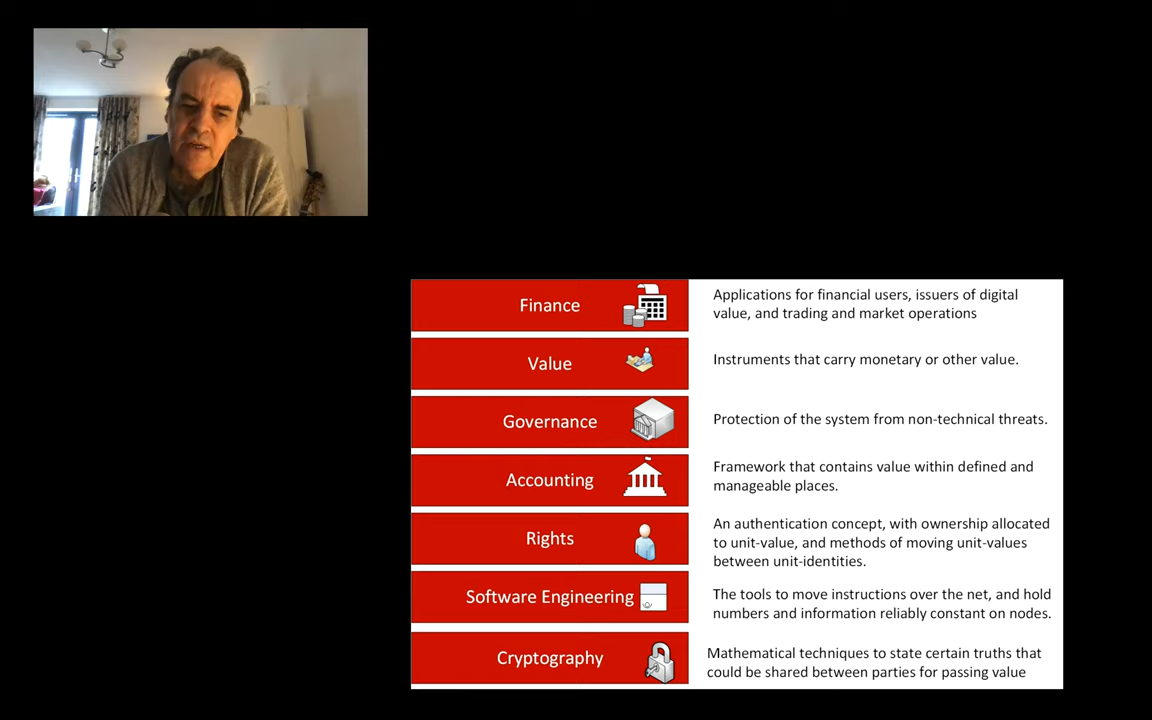 Finance
Applications for financial users, issuers of digital
value, and trading and market operations
Value
Instruments that carry monetary or other value.
Governance
Protection of the system from non-technical threats.
Accounting
Framework that contains value within defined and
manageable places.
Rights
An authentication concept, with ownership allocated
to unit-value, and methods of moving unit-values
between unit-identities.
Software Engineering
The tools to move instructions over the net, and hold
numbers and information reliably constant on nodes.
Cryptography
Mathematical techniques to state certain truths that
could be shared between parties for passing value